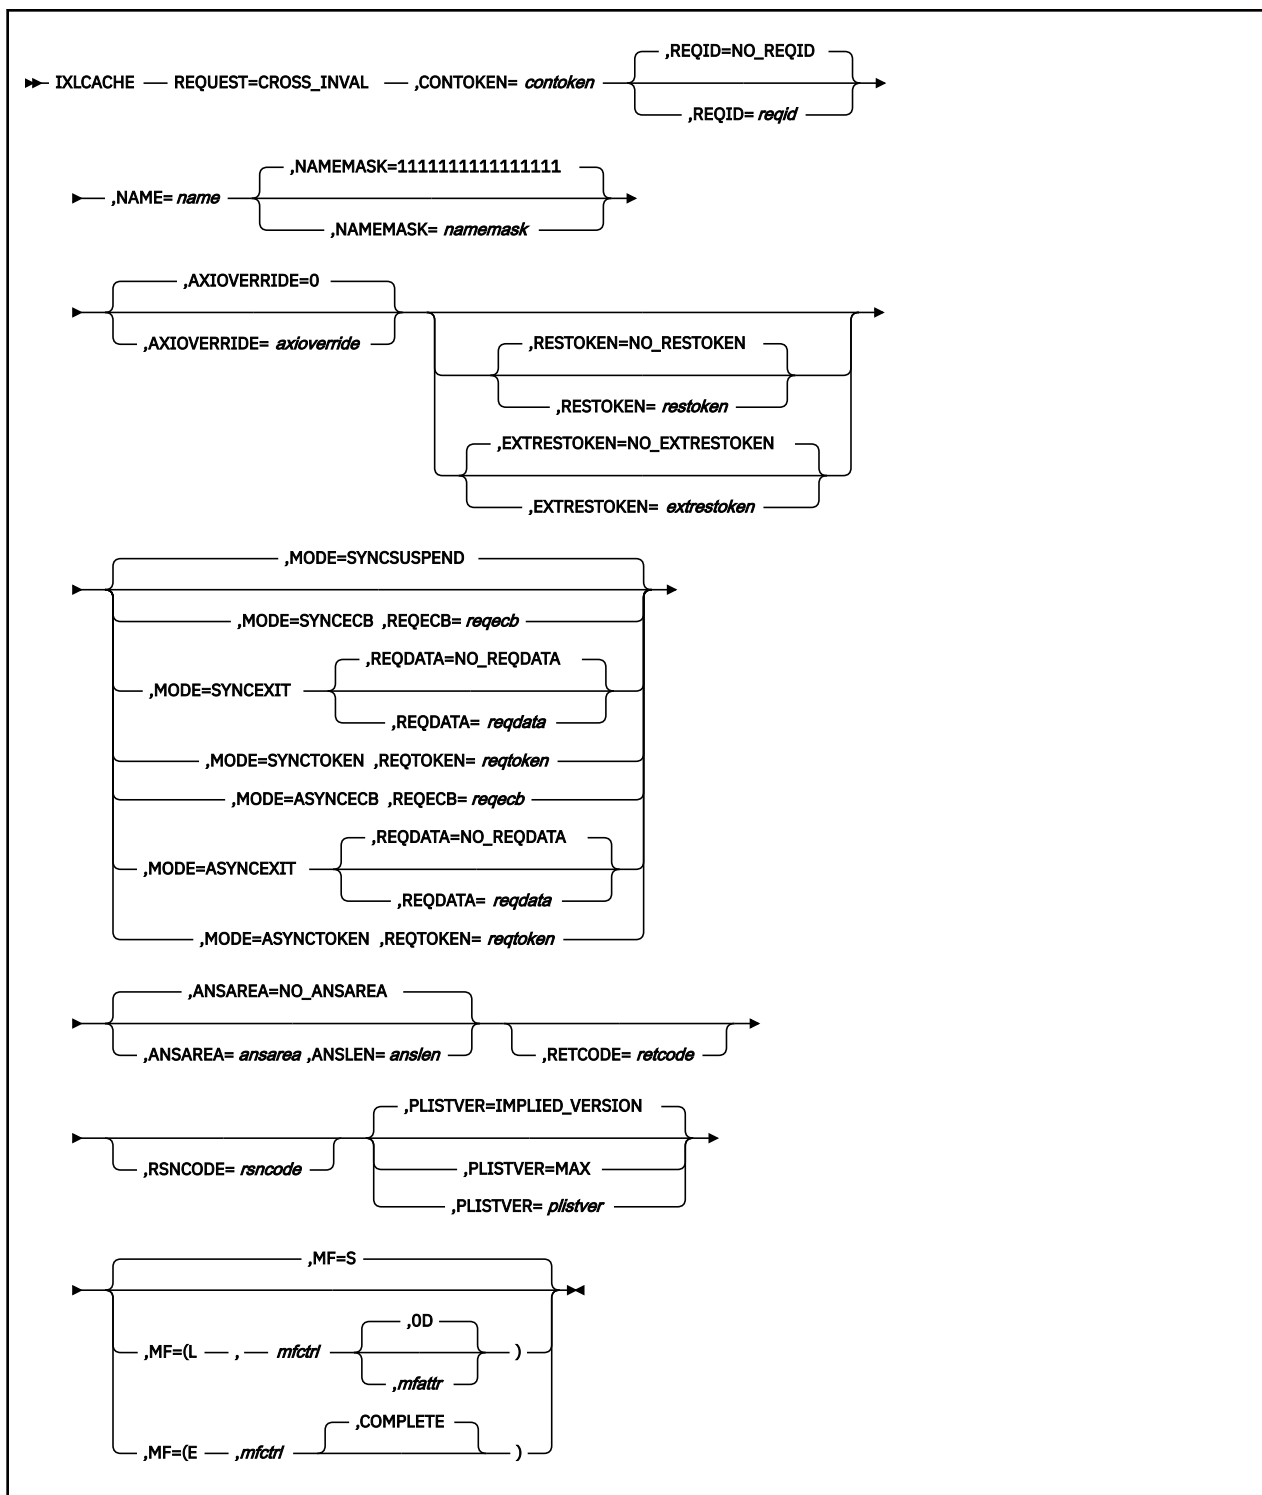 ,REQID=NO_REQID
IXLCACHE REQUEST=CROSS_INVAL ,CONTOKEN= contoken
,REQID= reqid
,NAMEMASK=1111111111111111
,NAME= name
,NAMEMASK= namemask
,AXIOVERRIDE=0
,AXIOVERRIDE= axioverride
,RESTOKEN=NO_RESTOKEN
,RESTOKEN= restoken
,EXTRESTOKEN=NO_EXTRESTOKEN
,EXTRESTOKEN= extrestoken
,MODE=SYNCSUSPEND
,MODE=SYNCECB ,REQECB= reqecb
,REQDATA=NO_REQDATA
,MODE=SYNCEXIT
,REQDATA= reqdata
,MODE=SYNCTOKEN ,REQTOKEN= reqtoken
,MODE=ASYNCECB ,REQECB= reqecb
,REQDATA=NO_REQDATA
,MODE=ASYNCEXIT
,REQDATA= reqdata
,MODE=ASYNCTOKEN ,REQTOKEN= reqtoken
,ANSAREA=NO_ANSAREA
,ANSAREA= ansarea ,ANSLEN= anslen
,RETCODE= retcode
,RSNCODE= rsncode
,PLISTVER=IMPLIED_VERSION
,PLISTVER=MAX
,PLISTVER= plistver
,MF=S
,0D
,MF=(L , mfctrl )
,mfattr
,COMPLETE
,MF=(E ,mfctrl )